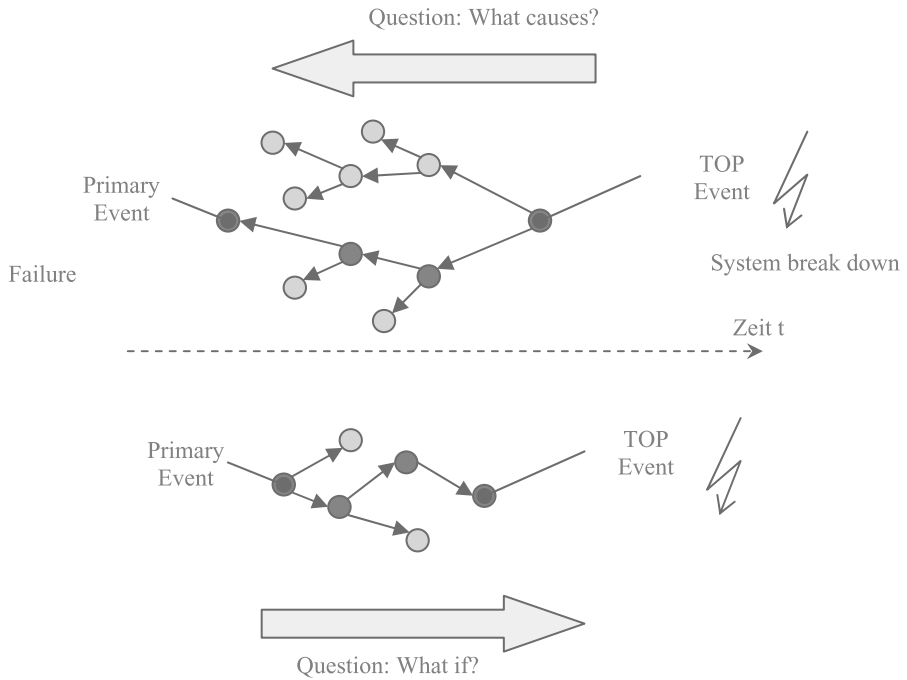 Question: What causes?
Primary
Event
TOP
Event
Failure
System break down
Zeit t
Primary
Event
TOP
Event
Question: What if?